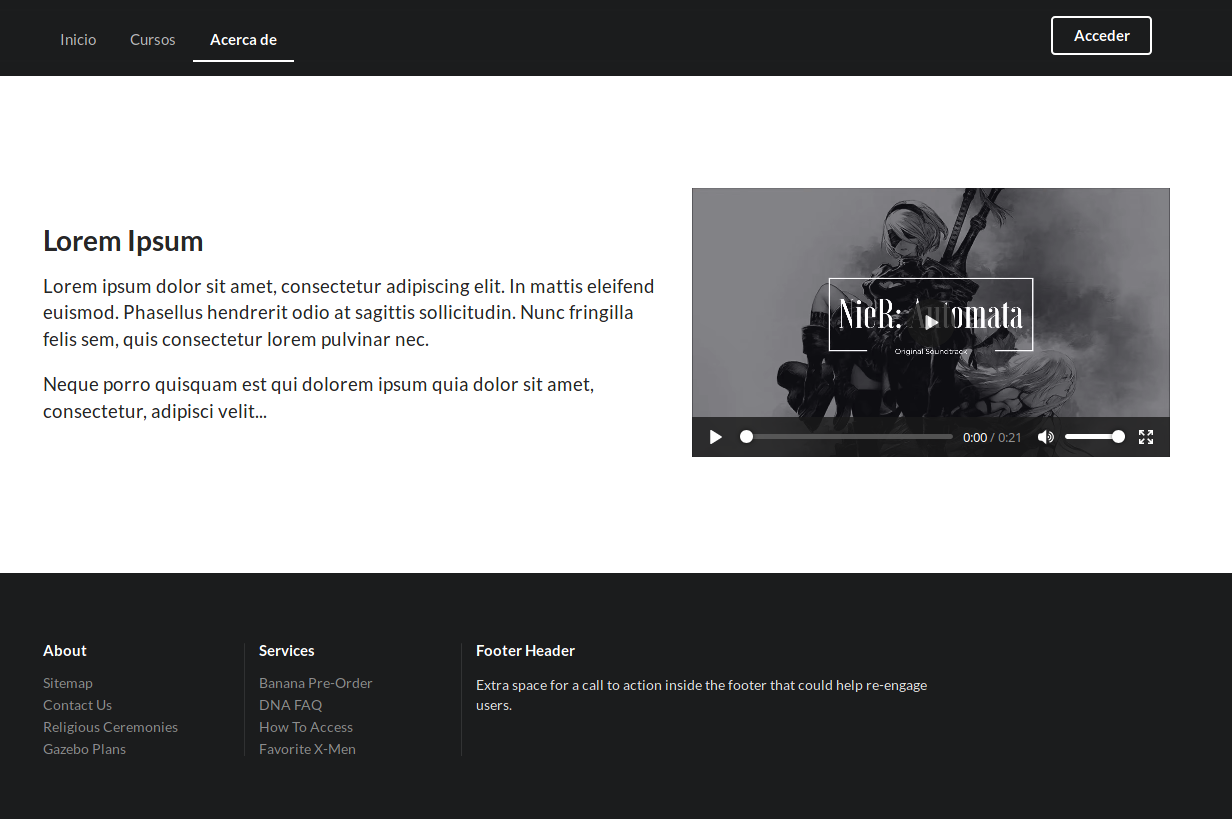 Inicio Cursos Acerca de Acceder
Lorem Ipsum
Lorem ipsum dolor sit amet, consectetur adipiscing elit. In mattis eleifend
euismod. Phasellus hendrerit odio at sagittis sollicitudin. Nunc fringilla
felis sem, quis consectetur lorem pulvinar nec.
Neque porro quisquam est qui dolorem ipsum quia dolor sit amet,
consectetur, adipisci velit...
NieR: Automata
Original Soundtrack
0:00 / 0:21
About
Sitemap
Contact Us
Religious Ceremonies
Gazebo Plans
Services
Banana Pre-Order
DNA FAQ
How To Access
Favorite X-Men
Footer Header
Extra space for a call to action inside the footer that could help re-engage
users.